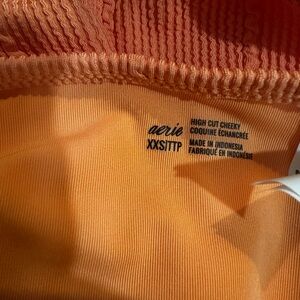 aerie
XXS/TTP
HIGH CUT CHEEKY
COQUINE ÉCHANCRÉE
MADE IN INDONESIA
FABRIQUÉ EN INDONÉSIE